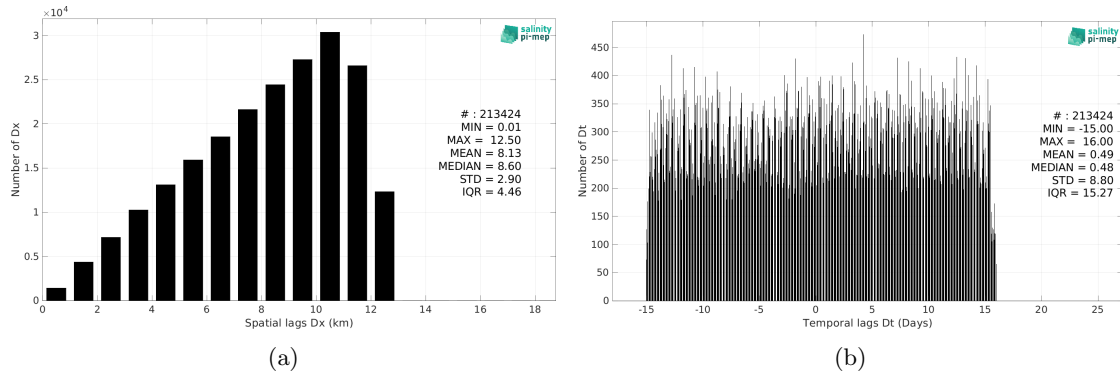 ×10⁴
3
2.5
2
1.5
1
0.5
0
Number of Dx
0 2 4 6 8 10 12 14 16 18
Spatial lags Dx (km)
salinity
pi-mep
# : 213424
MIN = 0.01
MAX = 12.50
MEAN = 8.13
MEDIAN = 8.60
STD = 2.90
IQR = 4.46
(a)
450
400
350
300
250
200
150
100
50
0
Number of Dt
-15 -10 -5 0 5 10 15 20 25
Temporal lags Dt (Days)
salinity
pi-mep
# : 213424
MIN = -15.00
MAX = 16.00
MEAN = 0.49
MEDIAN = 0.48
STD = 8.80
IQR = 15.27
(b)